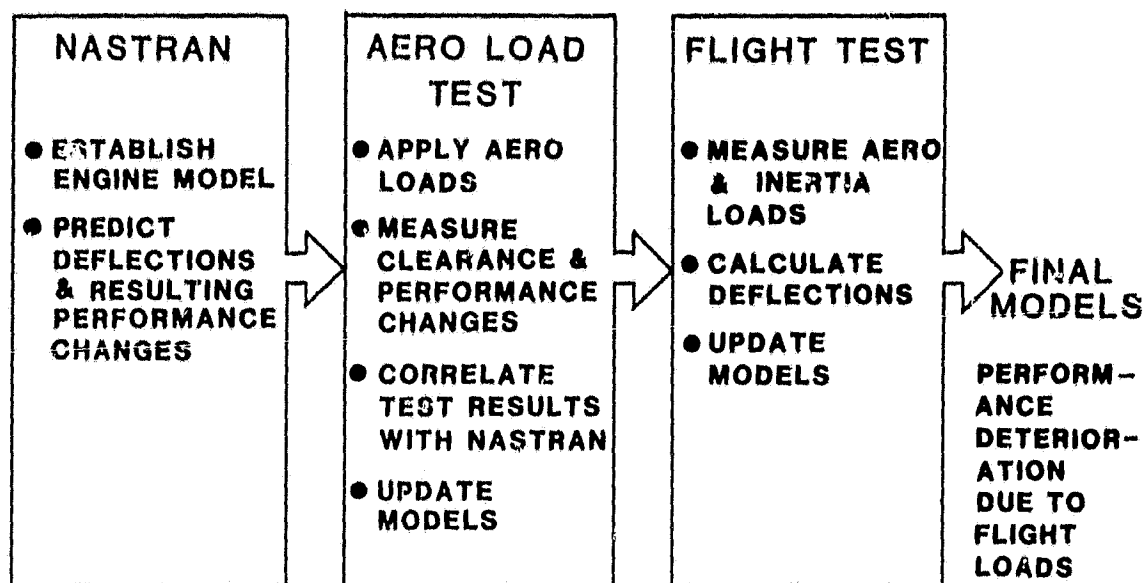 NASTRAN
● ESTABLISH
ENGINE MODEL
● PREDICT
DEFLECTIONS
& RESULTING
PERFORMANCE
CHANGES
AERO LOAD
TEST
● APPLY AERO
LOADS
● MEASURE
CLEARANCE &
PERFORMANCE
CHANGES
● CORRELATE
TEST RESULTS
WITH NASTRAN
● UPDATE
MODELS
FLIGHT TEST
● MEASURE AERO
& INERTIA
LOADS
● CALCULATE
DEFLECTIONS
● UPDATE
MODELS
FINAL
MODELS
PERFORM-
ANCE
DETERIOR-
ATION
DUE TO
FLIGHT
LOADS